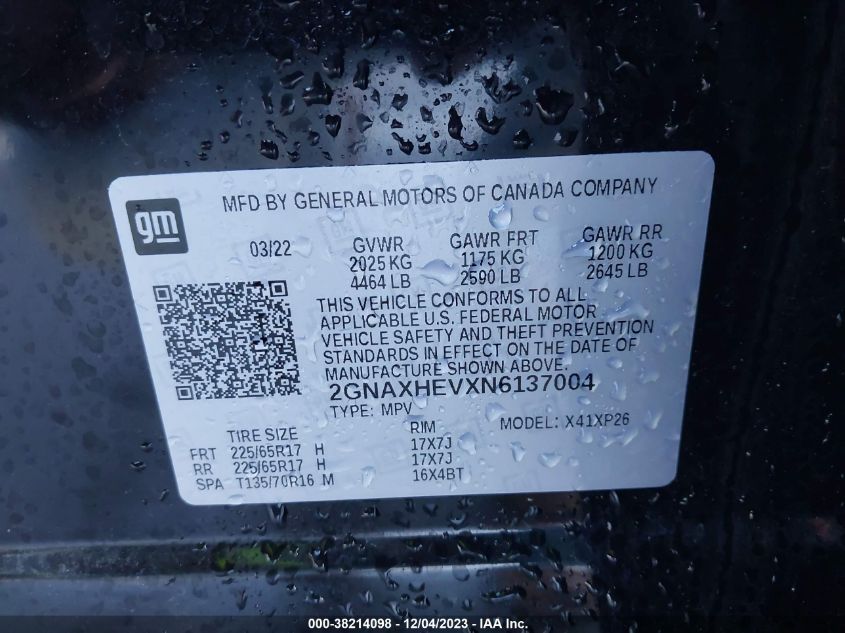 MFD BY GENERAL MOTORS OF CANADA COMPANY
gm
03/22 GVWR GAWR FRT GAWR RR
2025 KG 1175 KG 1200 KG
4464 LB 2590 LB 2645 LB
THIS VEHICLE CONFORMS TO ALL
APPLICABLE U.S. FEDERAL MOTOR
VEHICLE SAFETY AND THEFT PREVENTION
STANDARDS IN EFFECT ON THE DATE OF
MANUFACTURE SHOWN ABOVE.
2GNAXHEVXN6137004
TYPE: MPV MODEL: X41XP26
TIRE SIZE RIM
FRT 225/65R17 H 17X7J
RR 225/65R17 H 17X7J
SPA T135/70R16 M 16X4BT
000-38214098 - 12/04/2023 - IAA Inc.